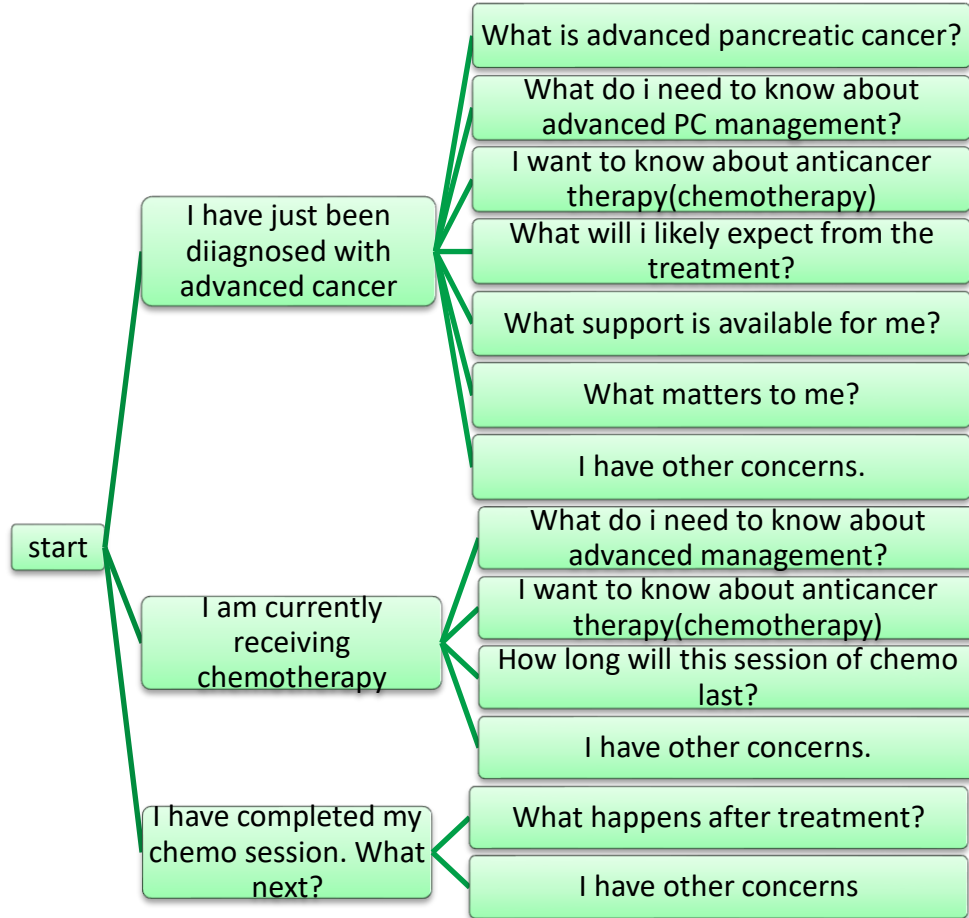 What is advanced pancreatic cancer?
What do i need to know about
advanced PC management?
I want to know about anticancer
therapy(chemotherapy)
I have just been
diiagnosed with
advanced cancer
What will i likely expect from the
treatment?
What support is available for me?
What matters to me?
I have other concerns.
start
What do i need to know about
advanced management?
I am currently
receiving
chemotherapy
I want to know about anticancer
therapy(chemotherapy)
How long will this session of chemo
last?
I have other concerns.
I have completed my
chemo session. What
next?
What happens after treatment?
I have other concerns